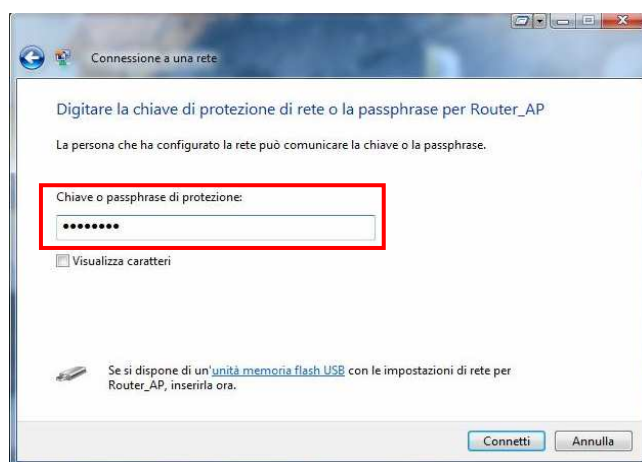 Connessione a una rete
Digitare la chiave di protezione di rete o la passphrase per Router_AP
La persona che ha configurato la rete può comunicare la chiave o la passphrase.
Chiave o passphrase di protezione:
••••••••
Visualizza caratteri
Se si dispone di un'unità memoria flash USB con le impostazioni di rete per
Router_AP, inserirla ora.
Connetti Annulla